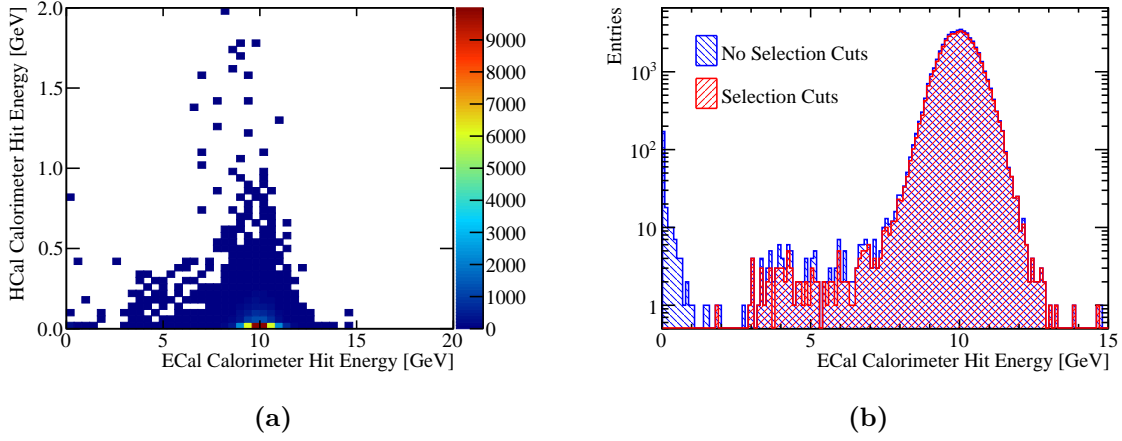 HCal Calorimeter Hit Energy [GeV]
2.0
1.5
1.0
0.5
0.0
0 5 10 15 20
ECal Calorimeter Hit Energy [GeV]
9000
8000
7000
6000
5000
4000
3000
2000
1000
0
(a)
Entries
10³
10²
10
1
No Selection Cuts
Selection Cuts
0 5 10 15
ECal Calorimeter Hit Energy [GeV]
(b)